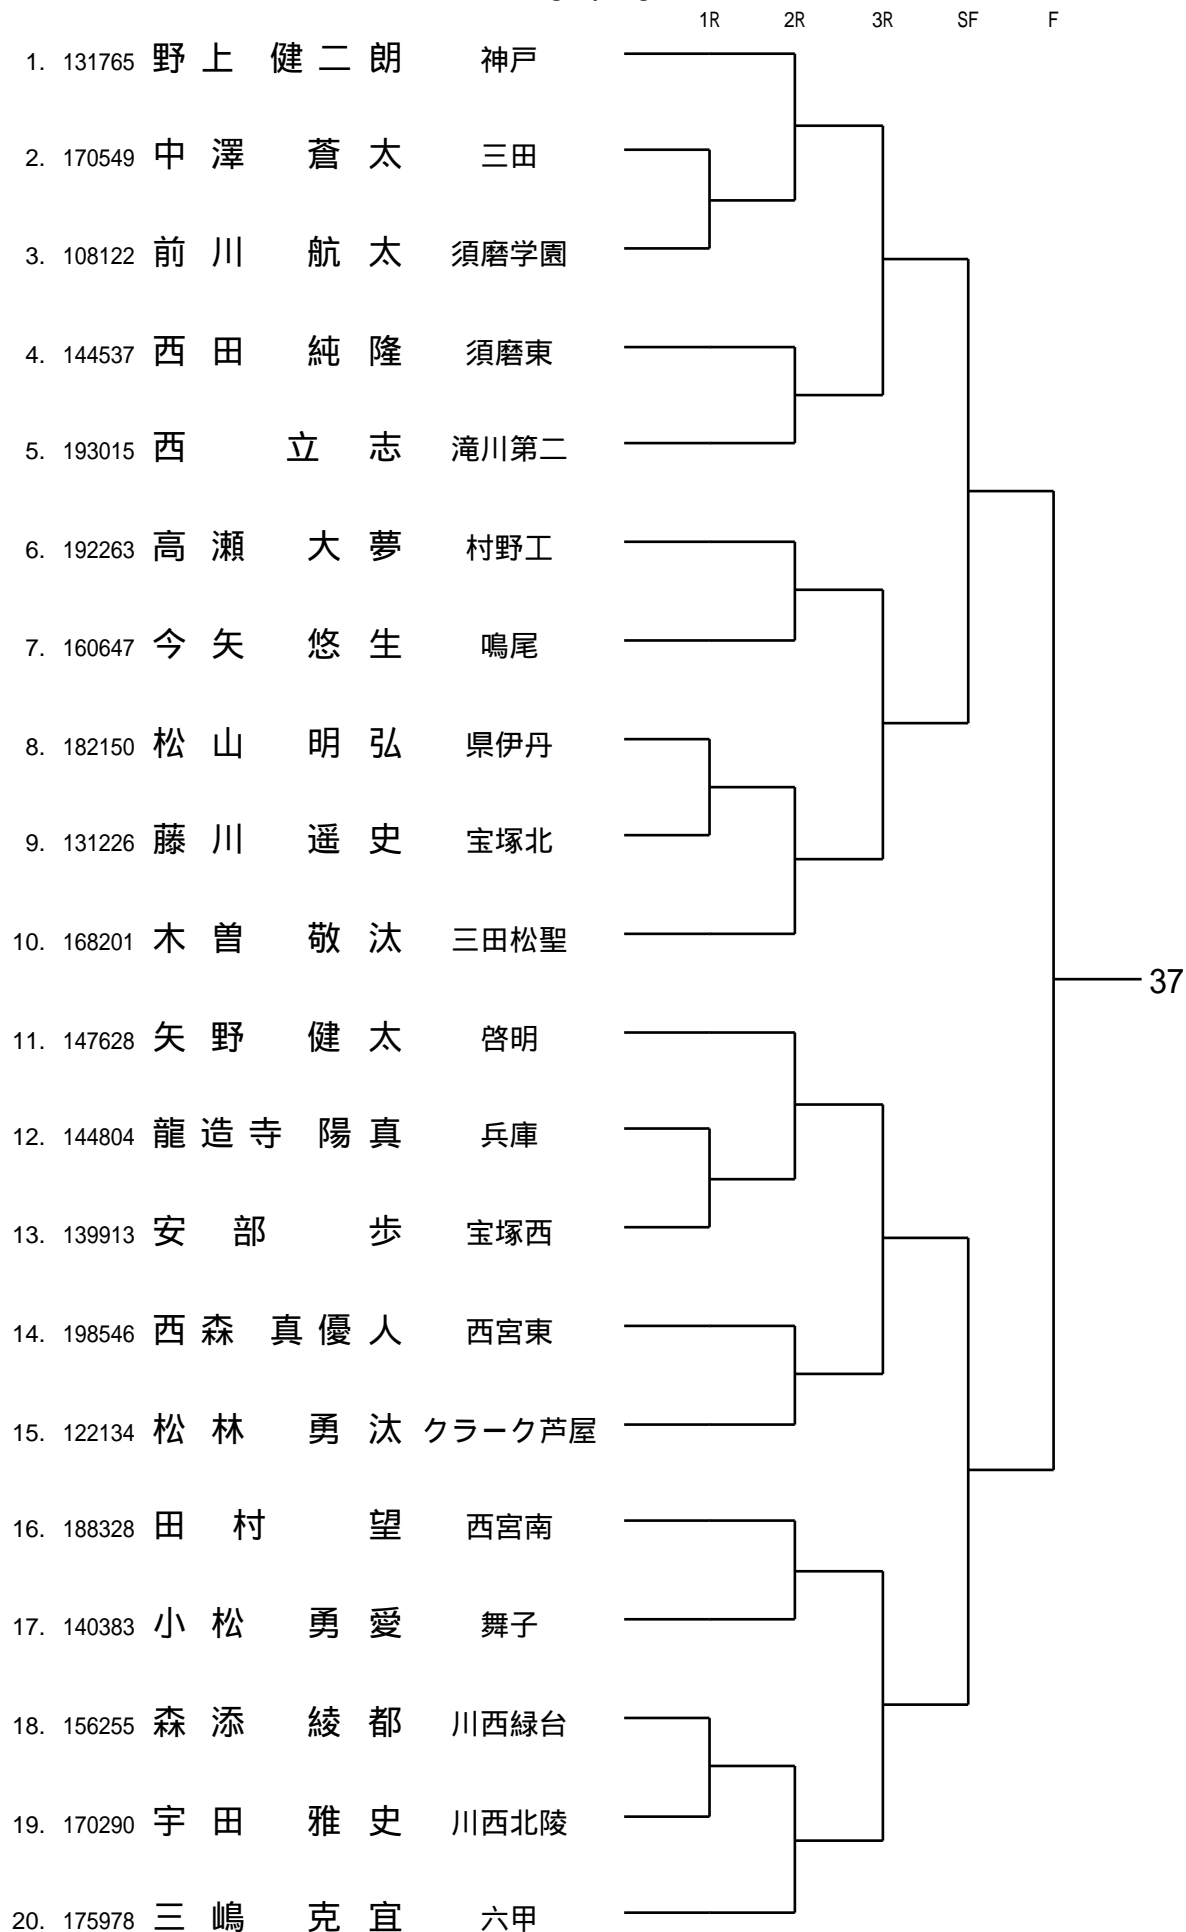 1R 2R 3R SF F
1. 131765 野上 健二朗 神戸
2. 170549 中澤 蒼太 三田
3. 108122 前川 航太 須磨学園
4. 144537 西田 純隆 須磨東
5. 193015 西 立志 滝川第二
6. 192263 高瀬 大夢 村野工
7. 160647 今矢 悠生 鳴尾
8. 182150 松山 明弘 県伊丹
9. 131226 藤川 遥史 宝塚北
10. 168201 木曽 敬汰 三田松聖
37
11. 147628 矢野 健太 啓明
12. 144804 龍造寺 陽真 兵庫
13. 139913 安部 歩 宝塚西
14. 198546 西森 真優人 西宮東
15. 122134 松林 勇汰 クラーク芦屋
16. 188328 田村 望 西宮南
17. 140383 小松 勇愛 舞子
18. 156255 森添 綾都 川西緑台
19. 170290 宇田 雅史 川西北陵
20. 175978 三嶋 克宜 六甲